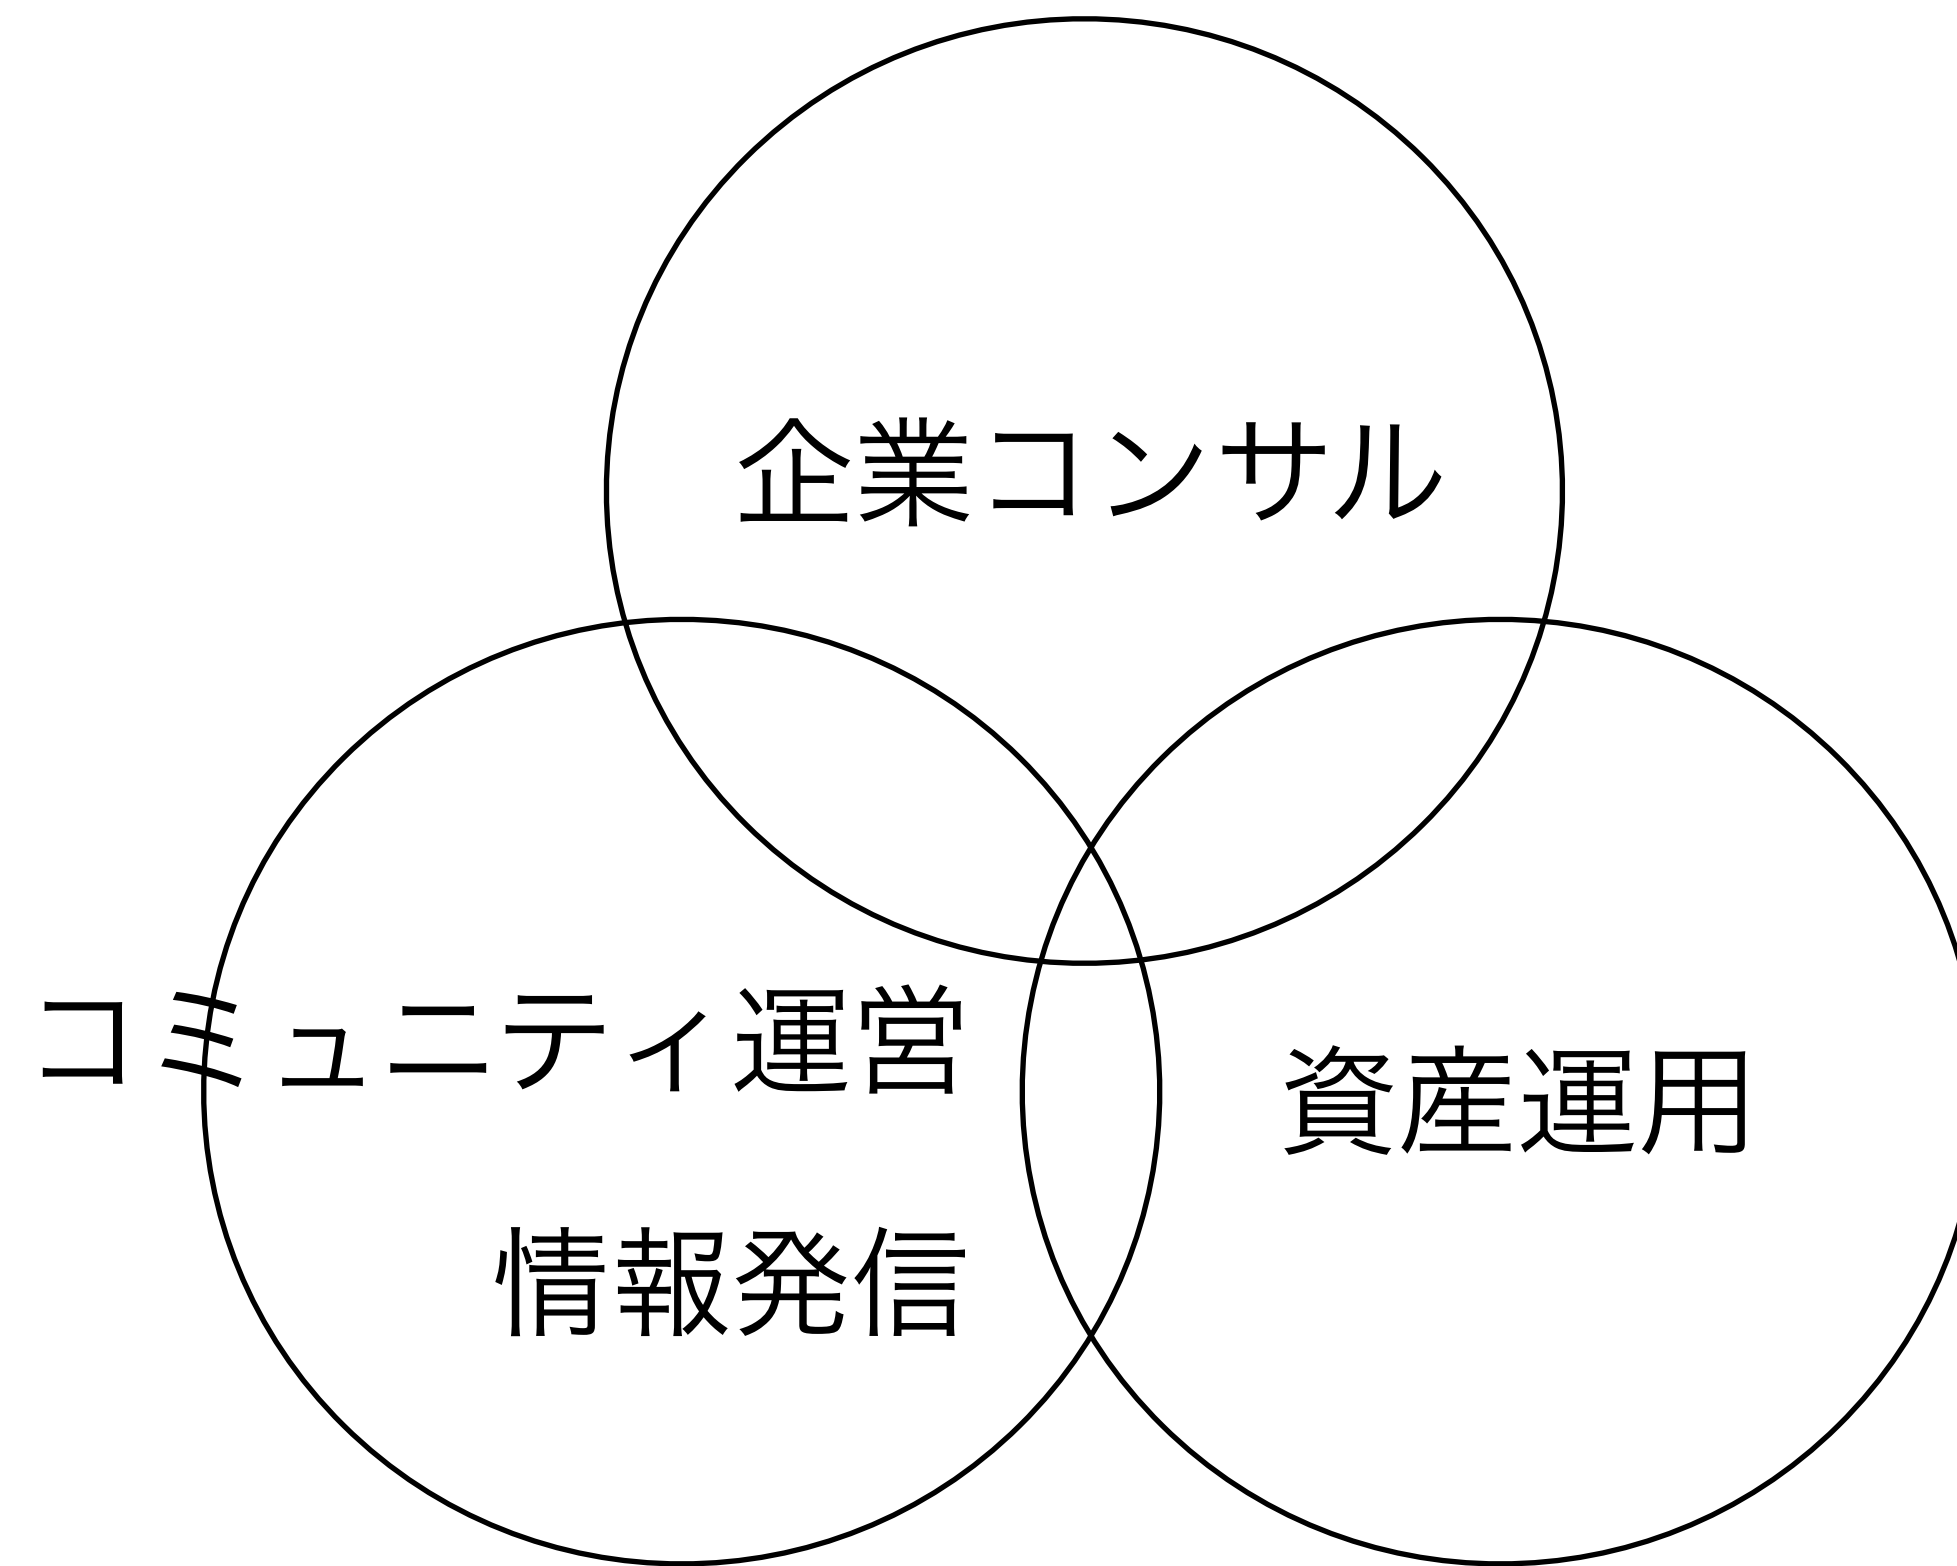 企業コンサル
コミュニティ運営
資産運用
情報発信